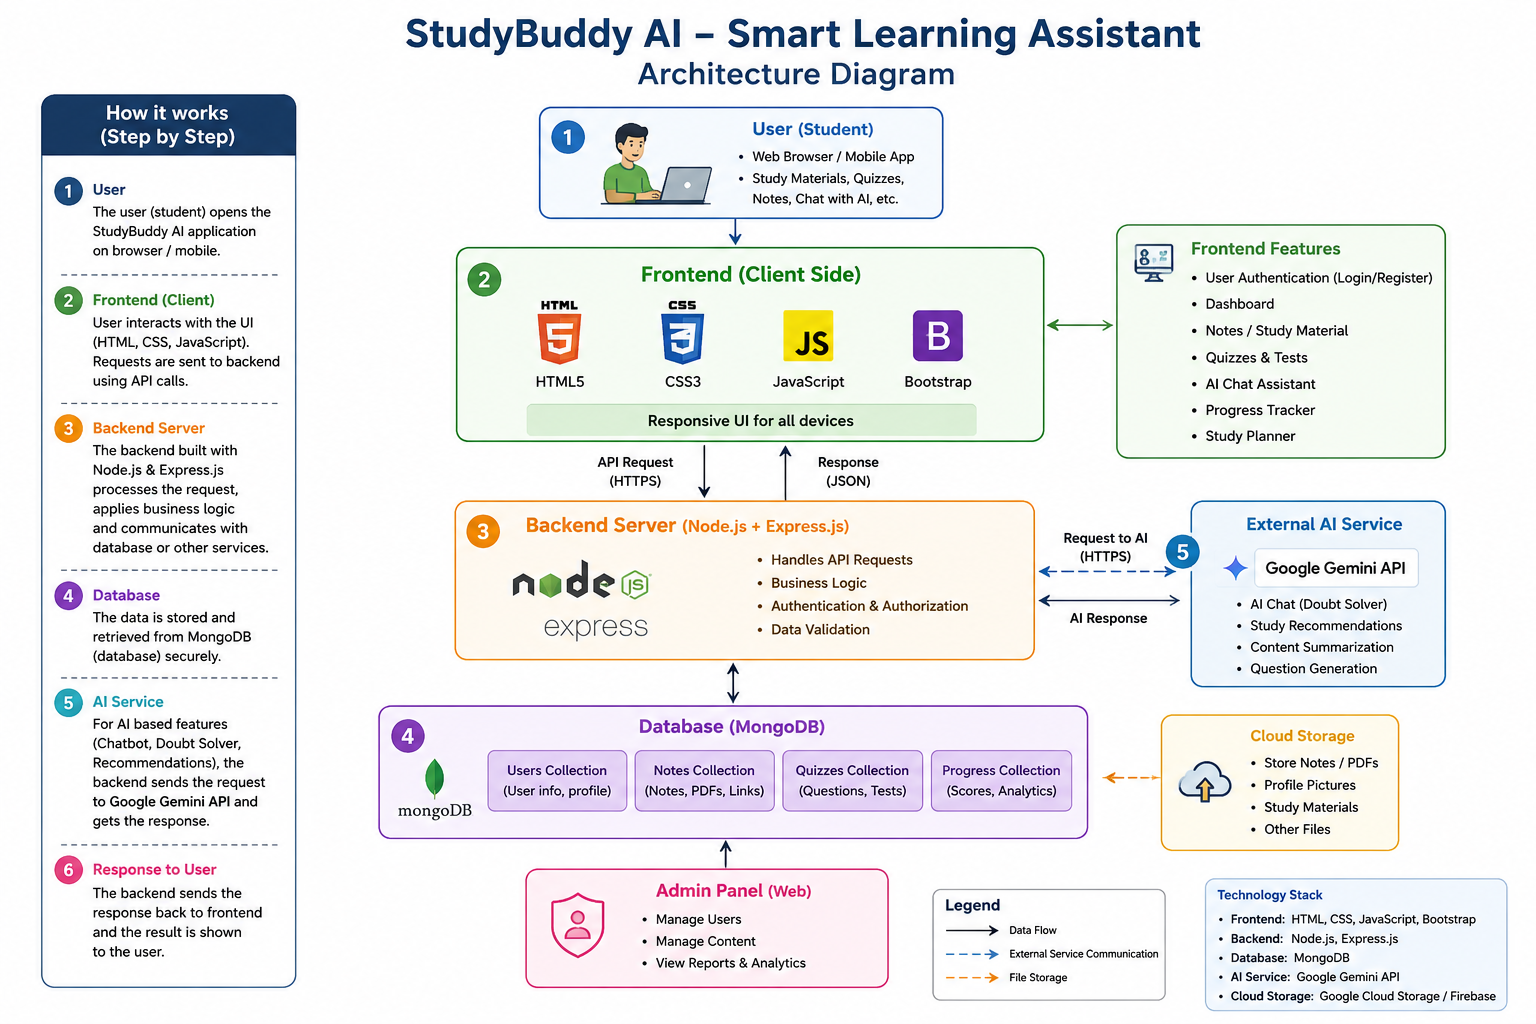 StudyBuddy AI – Smart Learning Assistant
Architecture Diagram
How it works
(Step by Step)
1
User
The user (student) opens the
StudyBuddy AI application
on browser / mobile.
2
Frontend (Client)
User interacts with the UI
(HTML, CSS, JavaScript).
Requests are sent to backend
using API calls.
3
Backend Server
The backend built with
Node.js & Express.js
processes the request,
applies business logic
and communicates with
database or other services.
4
Database
The data is stored and
retrieved from MongoDB
(database) securely.
5
AI Service
For AI based features
(Chatbot, Doubt Solver,
Recommendations), the
backend sends the request
to Google Gemini API and
gets the response.
6
Response to User
The backend sends the
response back to frontend
and the result is shown
to the user.
1
User (Student)
• Web Browser / Mobile App
• Study Materials, Quizzes,
Notes, Chat with AI, etc.
2
Frontend (Client Side)
HTML
5
HTML5
CSS
3
CSS3
JS
JavaScript
B
Bootstrap
Responsive UI for all devices
Frontend Features
• User Authentication (Login/Register)
• Dashboard
• Notes / Study Material
• Quizzes & Tests
• AI Chat Assistant
• Progress Tracker
• Study Planner
API Request
(HTTPS)
Response
(JSON)
3
Backend Server (Node.js + Express.js)
node
JS
express
• Handles API Requests
• Business Logic
• Authentication & Authorization
• Data Validation
Request to AI
(HTTPS)
AI Response
5
External AI Service
Google Gemini API
• AI Chat (Doubt Solver)
• Study Recommendations
• Content Summarization
• Question Generation
4
Database (MongoDB)
mongoDB
Users Collection
(User info, profile)
Notes Collection
(Notes, PDFs, Links)
Quizzes Collection
(Questions, Tests)
Progress Collection
(Scores, Analytics)
Cloud Storage
• Store Notes / PDFs
• Profile Pictures
• Study Materials
• Other Files
Admin Panel (Web)
• Manage Users
• Manage Content
• View Reports & Analytics
Legend
Data Flow
External Service Communication
File Storage
Technology Stack
• Frontend: HTML, CSS, JavaScript, Bootstrap
• Backend: Node.js, Express.js
• Database: MongoDB
• AI Service: Google Gemini API
• Cloud Storage: Google Cloud Storage / Firebase